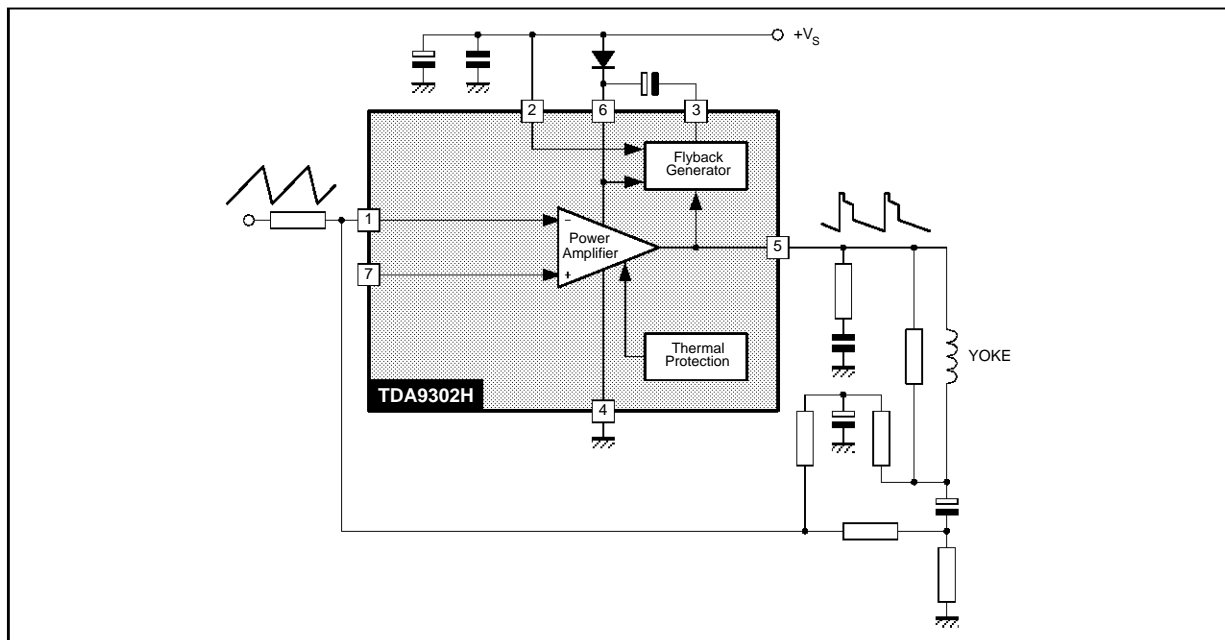 +VS
2
6
3
Flyback
Generator
1
−
Power
Amplifier
5
7
+
YOKE
Thermal
Protection
TDA9302H
4